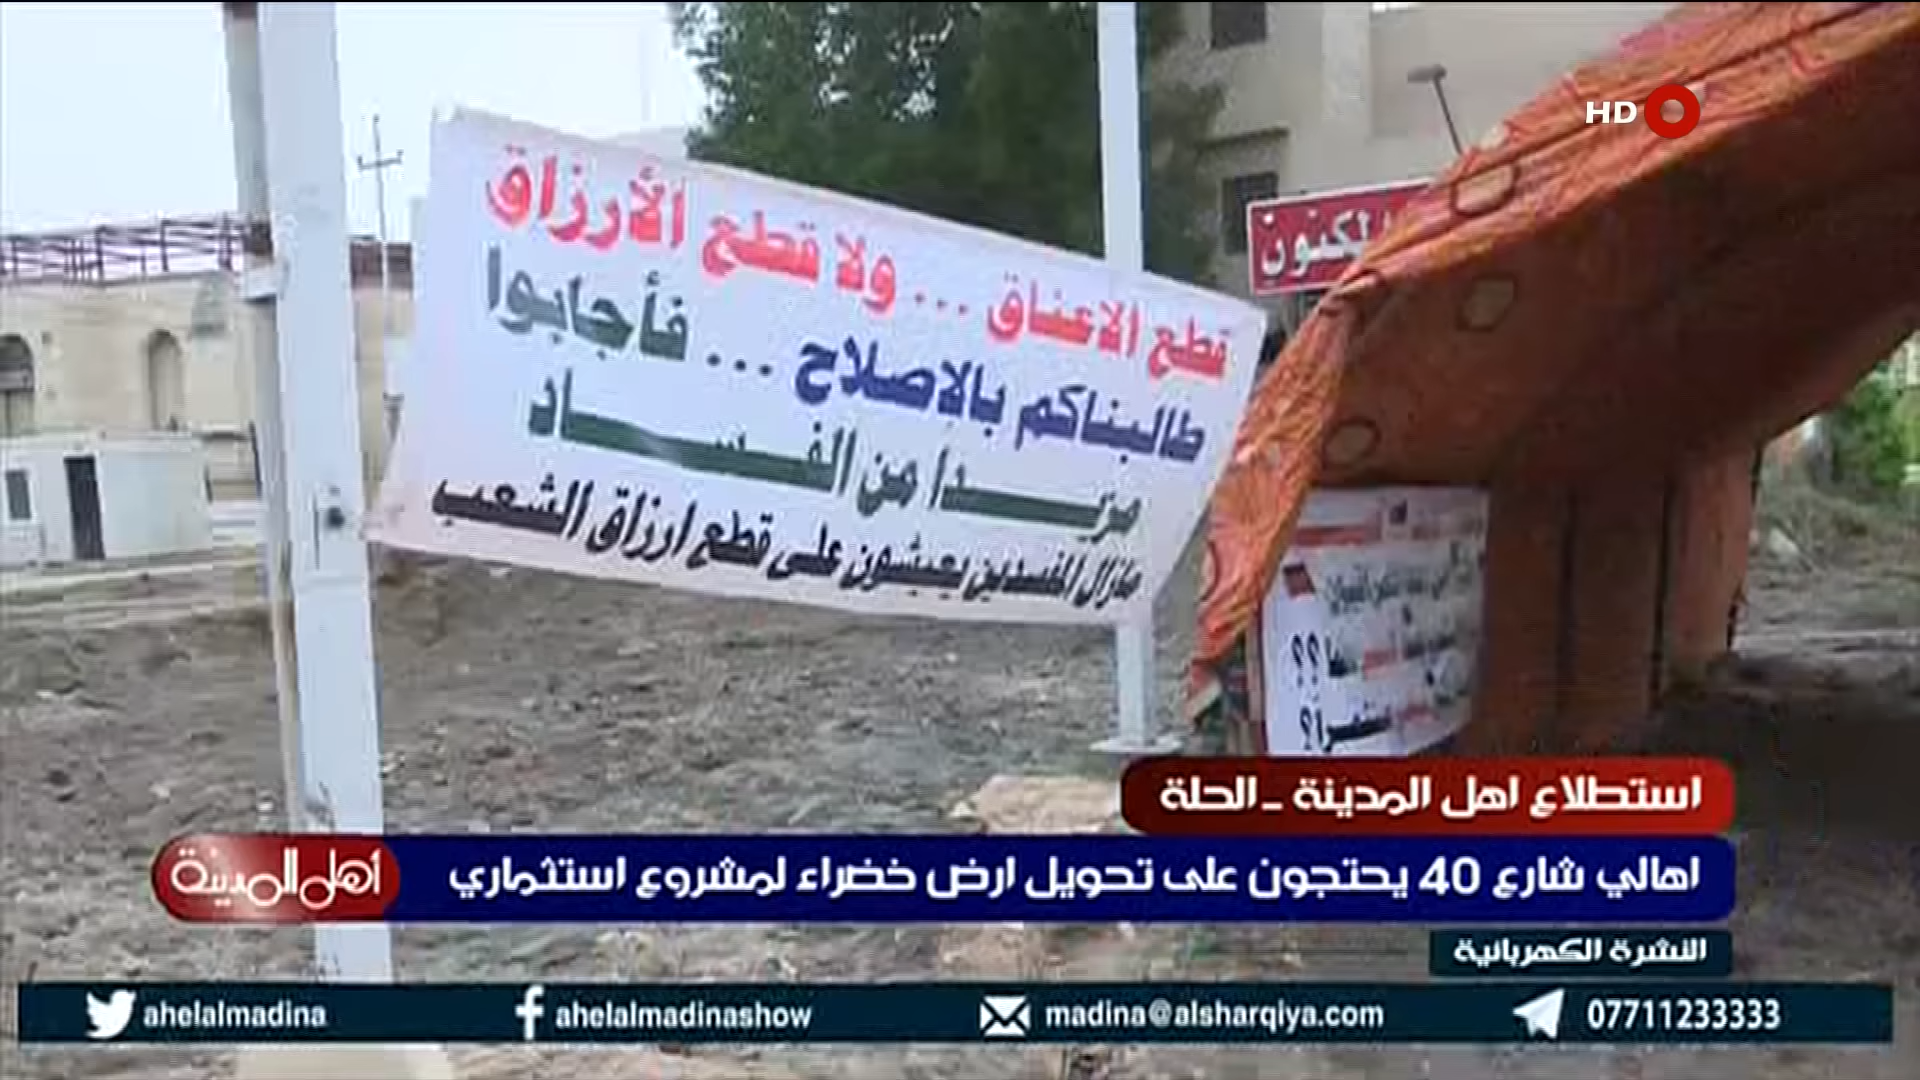 HD
قطع الاعناق ... ولا قطع الأرزاق
طالبناكم بالإصلاح ... فأجابوا
مزيداً من الفساد
مازال المفسدين يعيشون على قطع ارزاق الشعب
؟؟
استطلاع اهل المدينة - الحلة
اهالي شارع 40 يحتجون على تحويل ارض خضراء لمشروع استثماري
أهل المدينة
النشرة الكهربائية
ahelalmadina
ahelalmadinashow
madina@alsharqiya.com
07711233333